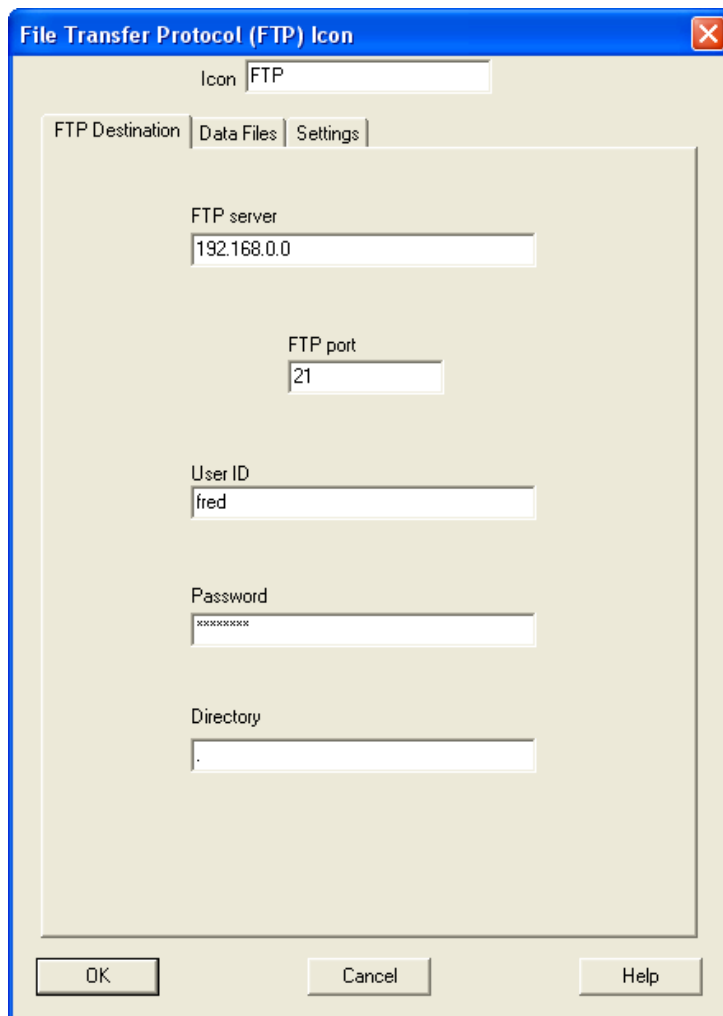 File Transfer Protocol (FTP) Icon
Icon FTP
FTP Destination Data Files Settings
FTP server
192.168.0.0
FTP port
21
User ID
fred
Password
********
Directory
.
OK Cancel Help